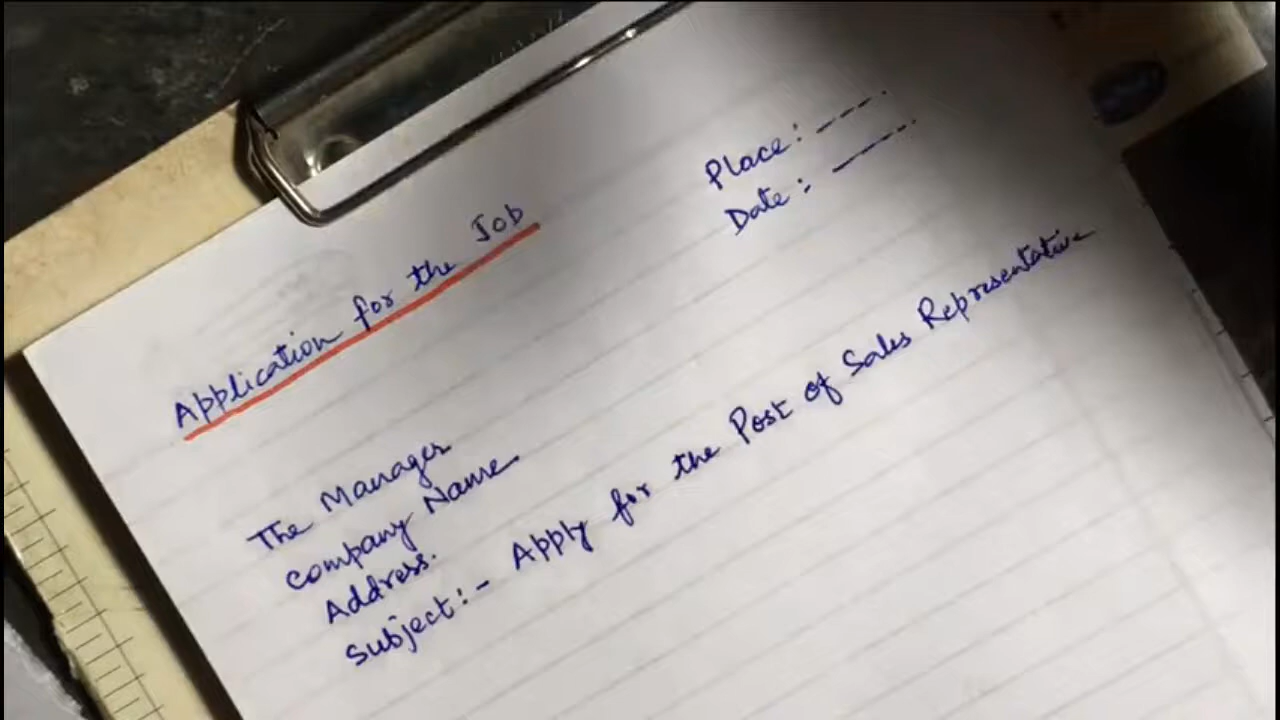 Place: ----
Date: ----
Application for the Job
The Manager
Company Name
Address.
Subject:- Apply for the Post of Sales Representative